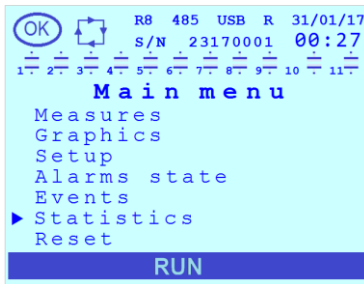 OK R8 485 USB R 31/01/17
S/N 23170001 00:27
1 2 3 4 5 6 7 8 9 10 11
Main menu
Measures
Graphics
Setup
Alarms state
Events
Statistics
Reset
RUN